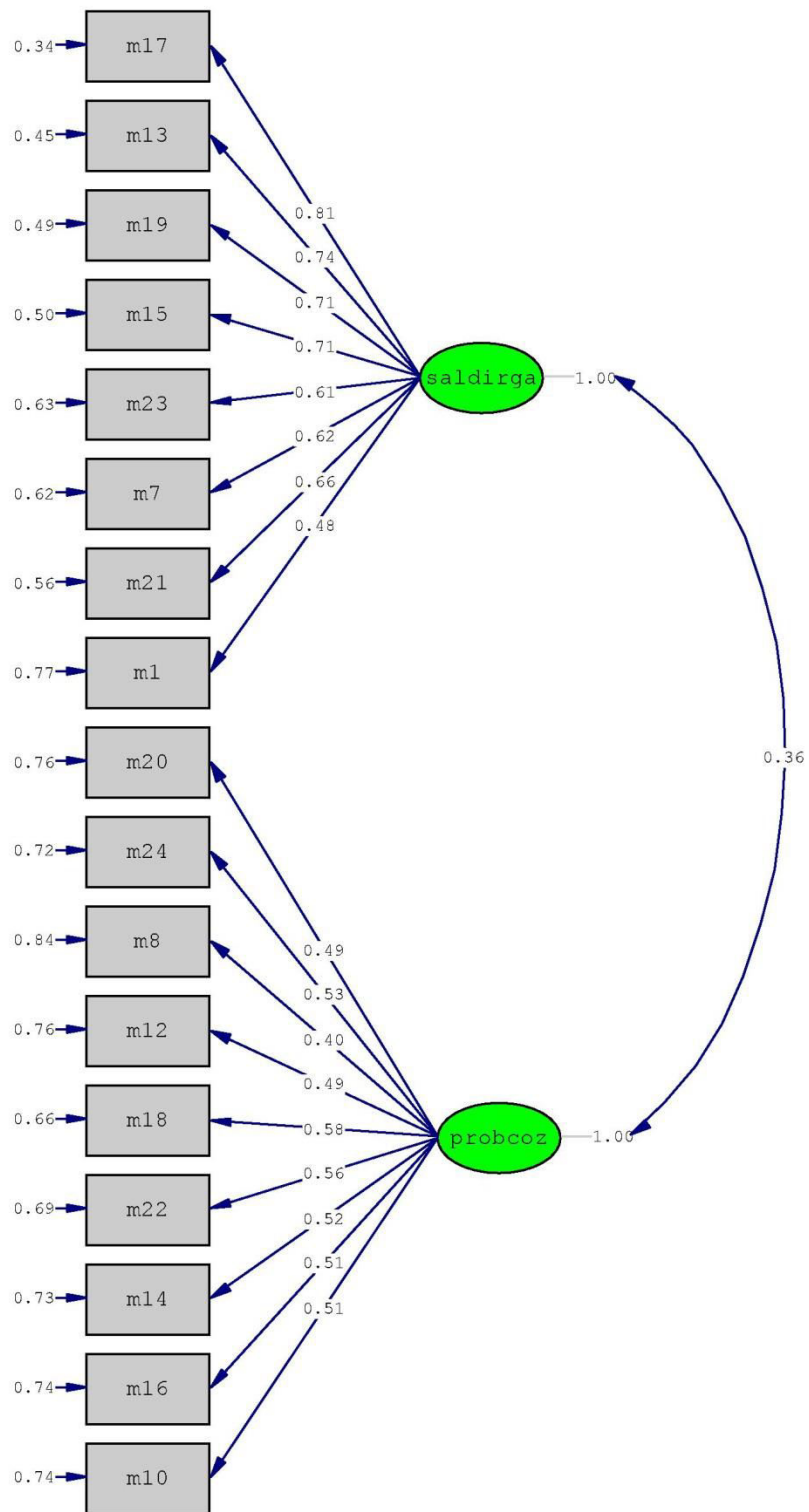 0.34 m17
0.45 m13
0.81
0.49 m19
0.74
0.71
0.50 m15
0.71
saldirga 1.00
0.63 m23
0.61
0.62
0.62 m7
0.66
0.48
0.56 m21
0.77 m1
0.76 m20
0.36
0.72 m24
0.84 m8
0.49
0.53
0.76 m12
0.40
0.49
0.66 m18
0.58
probcoz 1.00
0.56
0.69 m22
0.52
0.51
0.73 m14
0.51
0.74 m16
0.74 m10